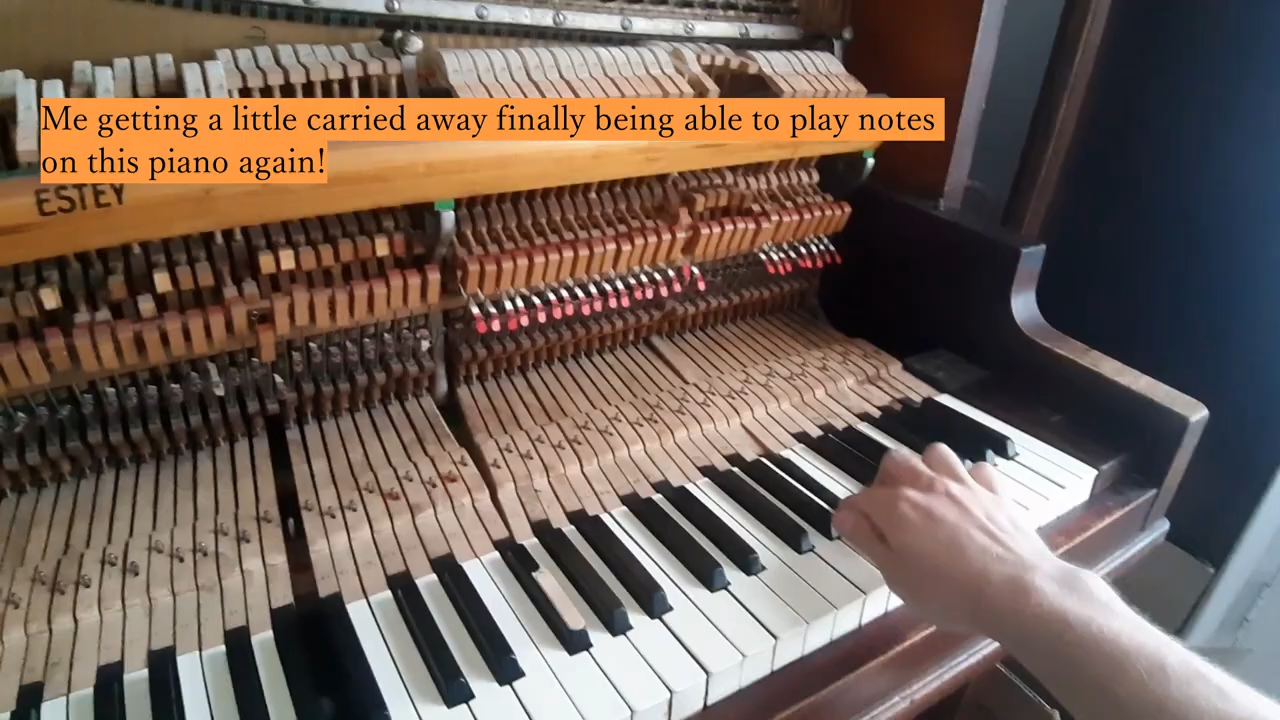 Me getting a little carried away finally being able to play notes
on this piano again!
ESTEY